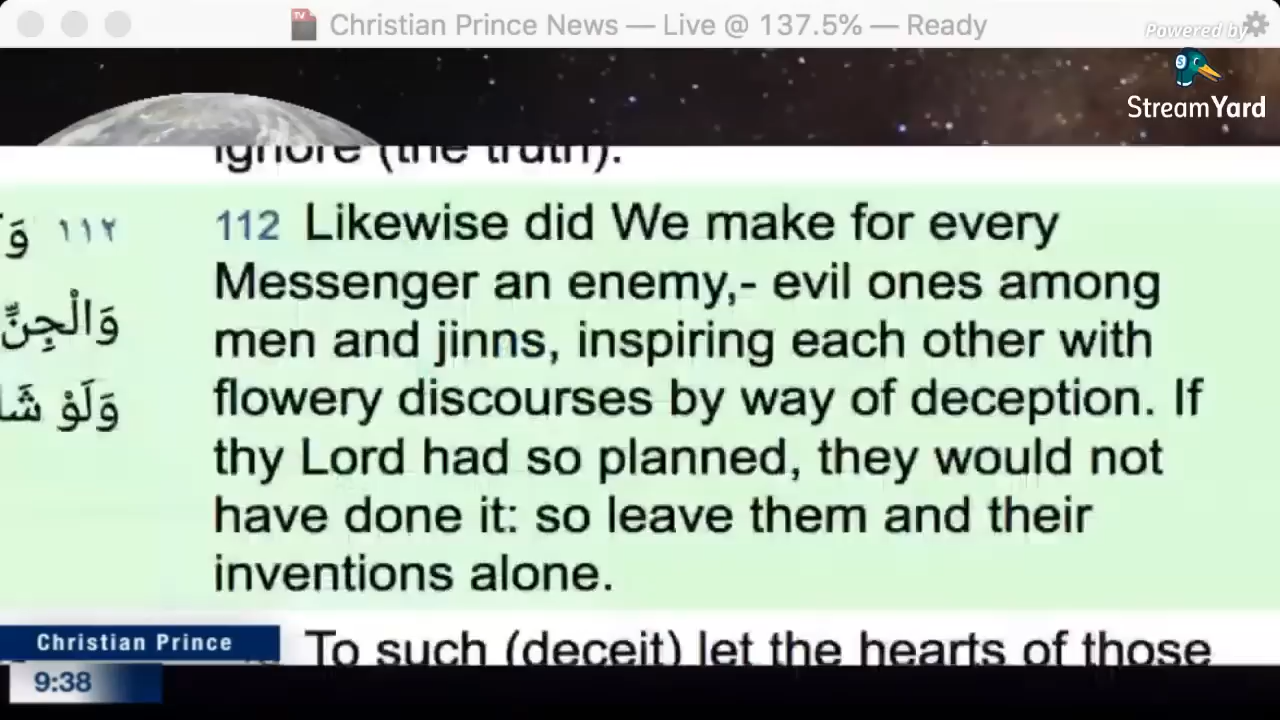 Christian Prince News — Live @ 137.5% — Ready
Powered by
StreamYard
ignore (the truth).
112 Likewise did We make for every
Messenger an enemy,- evil ones among
men and jinns, inspiring each other with
flowery discourses by way of deception. If
thy Lord had so planned, they would not
have done it: so leave them and their
inventions alone.
To such (deceit) let the hearts of those
١١٢
وَالْجِنِّ
وَلَوْ
Christian Prince
9:38